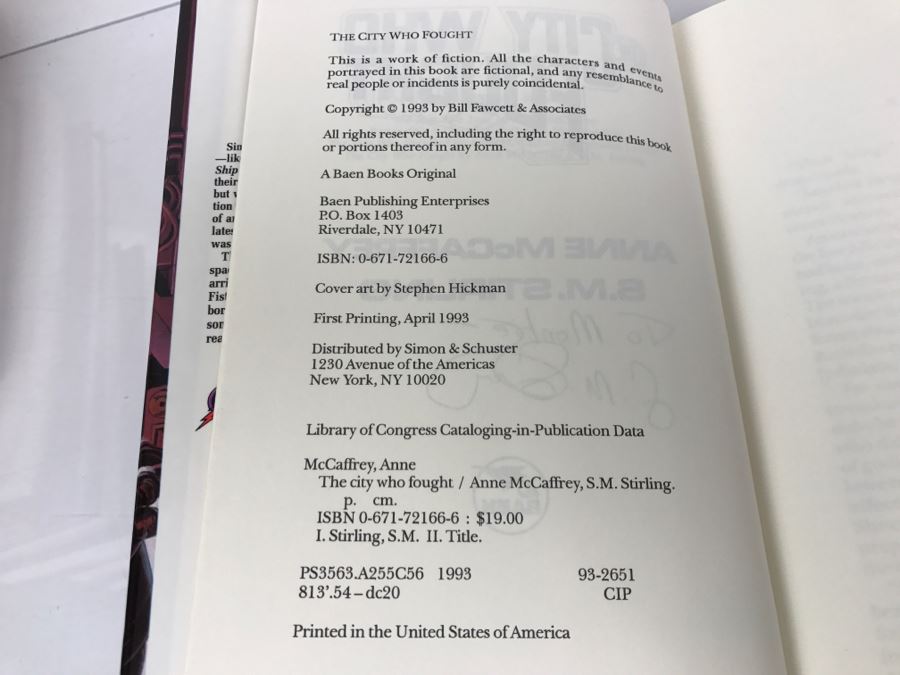 THE CITY WHO FOUGHT
This is a work of fiction. All the characters and events
portrayed in this book are fictional, and any resemblance to
real people or incidents is purely coincidental.
Copyright © 1993 by Bill Fawcett & Associates
All rights reserved, including the right to reproduce this book
or portions thereof in any form.
A Baen Books Original
Baen Publishing Enterprises
P.O. Box 1403
Riverdale, NY 10471
ISBN: 0-671-72166-6
Cover art by Stephen Hickman
First Printing, April 1993
Distributed by Simon & Schuster
1230 Avenue of the Americas
New York, NY 10020
Library of Congress Cataloging-in-Publication Data
McCaffrey, Anne
The city who fought / Anne McCaffrey, S.M. Stirling.
p. cm.
ISBN 0-671-72166-6 : $19.00
I. Stirling, S.M. II. Title.
PS3563.A255C56 1993 93-2651
813'.54–dc20 CIP
Printed in the United States of America
Ship
their
but
tion
of
was